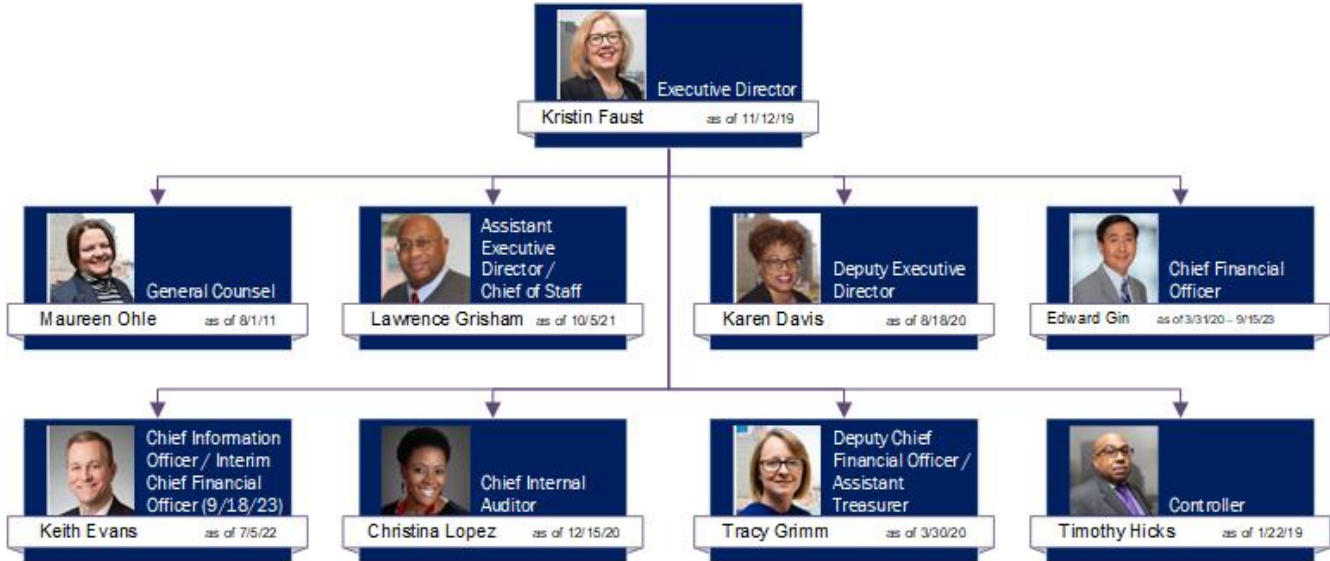 Executive Director
Kristin Faust as of 11/12/19
General Counsel
Maureen Ohle as of 8/1/11
Assistant
Executive
Director /
Chief of Staff
Lawrence Grisham as of 10/5/21
Deputy Executive
Director
Karen Davis as of 8/18/20
Chief Financial
Officer
Edward Gin as of 3/31/20 – 9/15/23
Chief Information
Officer / Interim
Chief Financial
Officer (9/18/23)
Keith Evans as of 7/5/22
Chief Internal
Auditor
Christina Lopez as of 12/15/20
Deputy Chief
Financial Officer /
Assistant
Treasurer
Tracy Grimm as of 3/30/20
Controller
Timothy Hicks as of 1/22/19